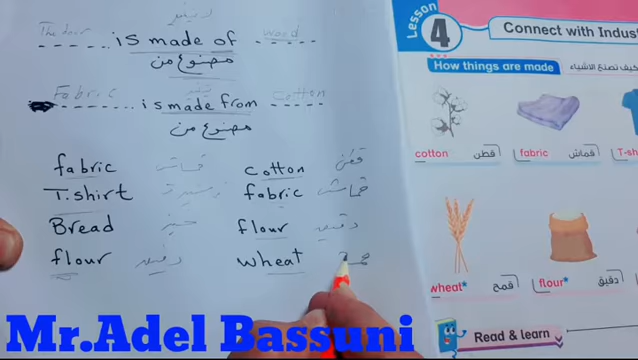 The door is made of wood
مصنوع من
Fabric is made from Cotton
مصنوع من
fabric قماش cotton قطن
T.shirt تيشيرت fabric قماش
Bread خبز flour دقيق
flour دقيق wheat
Mr.Adel Bassuni
Lesson 4
Connect with Indus
How things are made كيف تصنع الاشياء
cotton قطن fabric قماش T-sh
wheat* قمح flour* دقيق
Read & learn